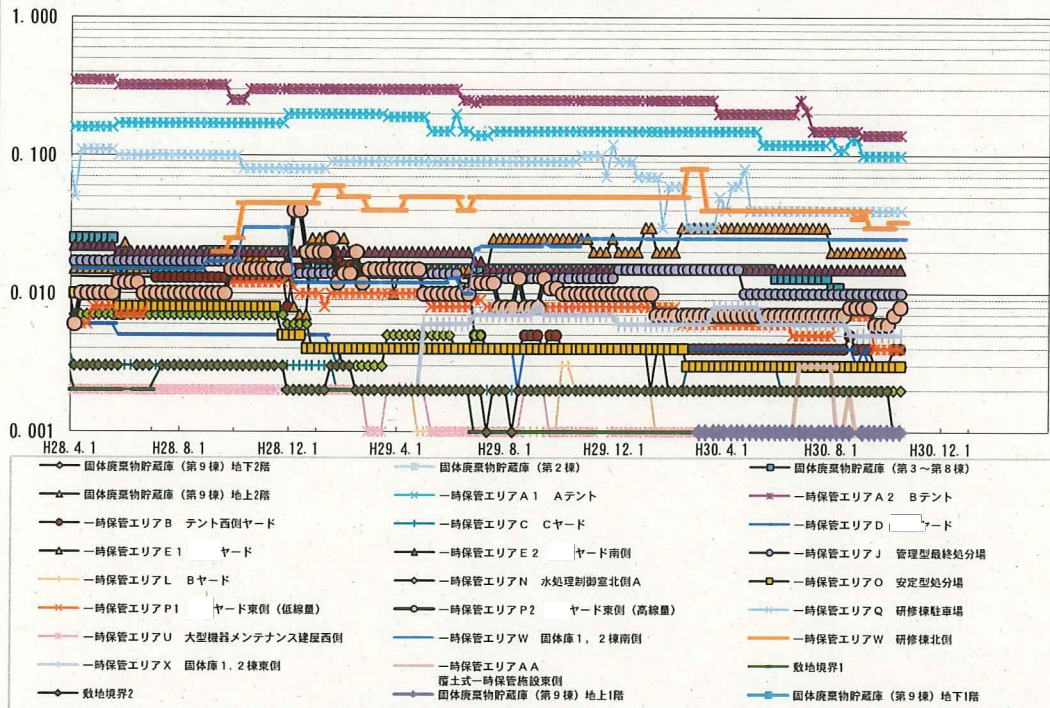 1.000
0.100
0.010
0.001
H28.4.1 H28.8.1 H28.12.1 H29.4.1 H29.8.1 H29.12.1 H30.4.1 H30.8.1 H30.12.1
固体廃棄物貯蔵庫(第9棟)地下2階 固体廃棄物貯蔵庫(第2棟) 固体廃棄物貯蔵庫(第3~第8棟)
固体廃棄物貯蔵庫(第9棟)地上2階 一時保管エリアA1 Aテント 一時保管エリアA2 Bテント
一時保管エリアB テント西側ヤード 一時保管エリアC Cヤード 一時保管エリアD ヤード
一時保管エリアE1 ヤード 一時保管エリアE2 ヤード南側 一時保管エリアJ 管理型最終処分場
一時保管エリアL Bヤード 一時保管エリアN 水処理制御室北側A 一時保管エリアO 安定型処分場
一時保管エリアP1 ヤード東側(低線量) 一時保管エリアP2 ヤード東側(高線量) 一時保管エリアQ 研修棟駐車場
一時保管エリアU 大型機器メンテナンス建屋西側 一時保管エリアW 固体庫1,2棟南側 一時保管エリアW 研修棟北側
一時保管エリアX 固体庫1,2棟東側 一時保管エリアAA 敷地境界1
覆土式一時保管施設東側
敷地境界2 固体廃棄物貯蔵庫(第9棟)地上1階 固体廃棄物貯蔵庫(第9棟)地下1階